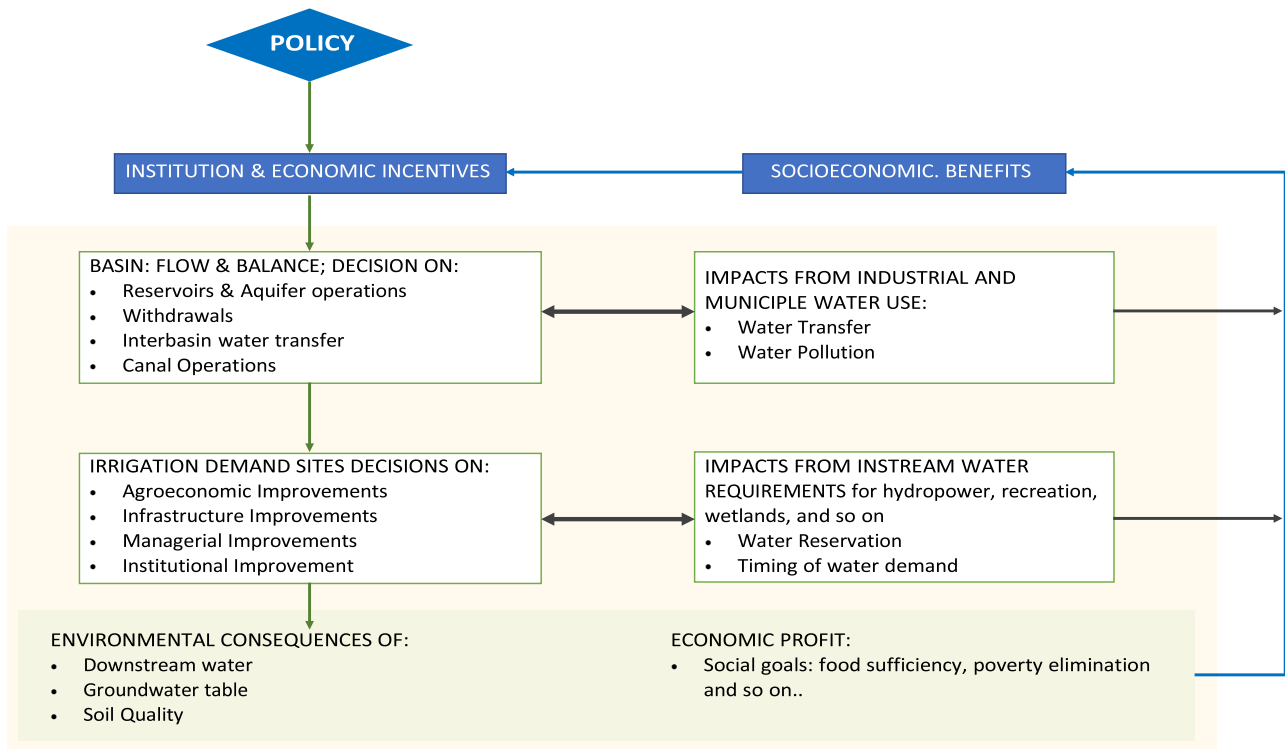 POLICY
INSTITUTION & ECONOMIC INCENTIVES
SOCIOECONOMIC. BENEFITS
BASIN: FLOW & BALANCE; DECISION ON:
• Reservoirs & Aquifer operations
• Withdrawals
• Interbasin water transfer
• Canal Operations
IMPACTS FROM INDUSTRIAL AND
MUNICIPLE WATER USE:
• Water Transfer
• Water Pollution
IRRIGATION DEMAND SITES DECISIONS ON:
• Agroeconomic Improvements
• Infrastructure Improvements
• Managerial Improvements
• Institutional Improvement
IMPACTS FROM INSTREAM WATER
REQUIREMENTS for hydropower, recreation,
wetlands, and so on
• Water Reservation
• Timing of water demand
ENVIRONMENTAL CONSEQUENCES OF:
• Downstream water
• Groundwater table
• Soil Quality
ECONOMIC PROFIT:
• Social goals: food sufficiency, poverty elimination
and so on..